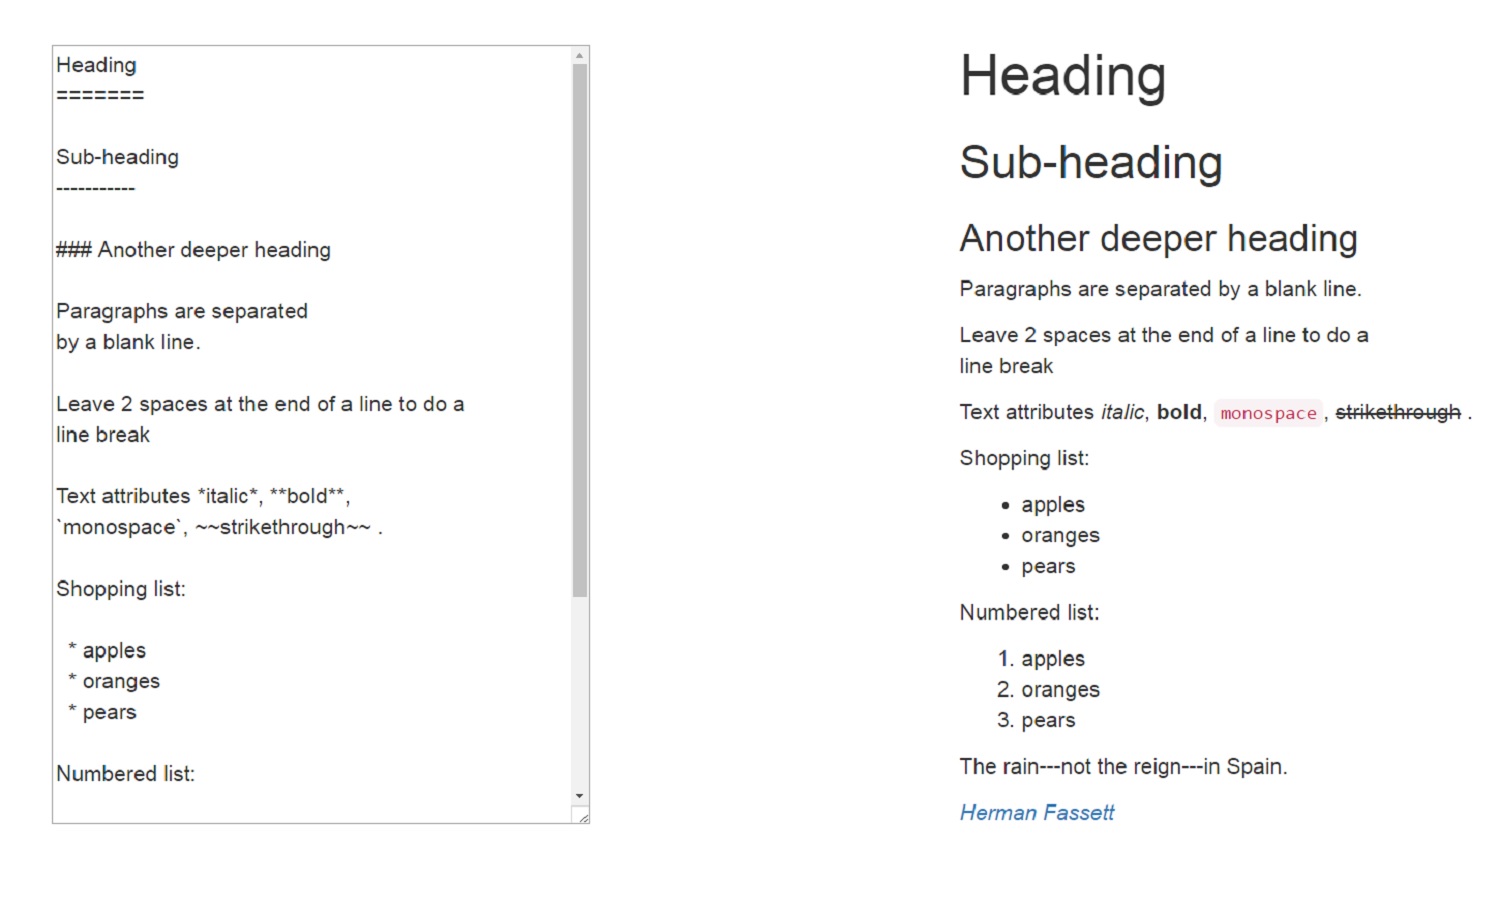 Heading
=======
Sub-heading
-----------
### Another deeper heading
Paragraphs are separated
by a blank line.
Leave 2 spaces at the end of a line to do a
line break
Text attributes *italic*, **bold**,
`monospace`, ~~strikethrough~~ .
Shopping list:
* apples
* oranges
* pears
Numbered list:
Heading
Sub-heading
Another deeper heading
Paragraphs are separated by a blank line.
Leave 2 spaces at the end of a line to do a
line break
Text attributes italic, bold, monospace, strikethrough .
Shopping list:
• apples
• oranges
• pears
Numbered list:
1. apples
2. oranges
3. pears
The rain---not the reign---in Spain.
Herman Fassett